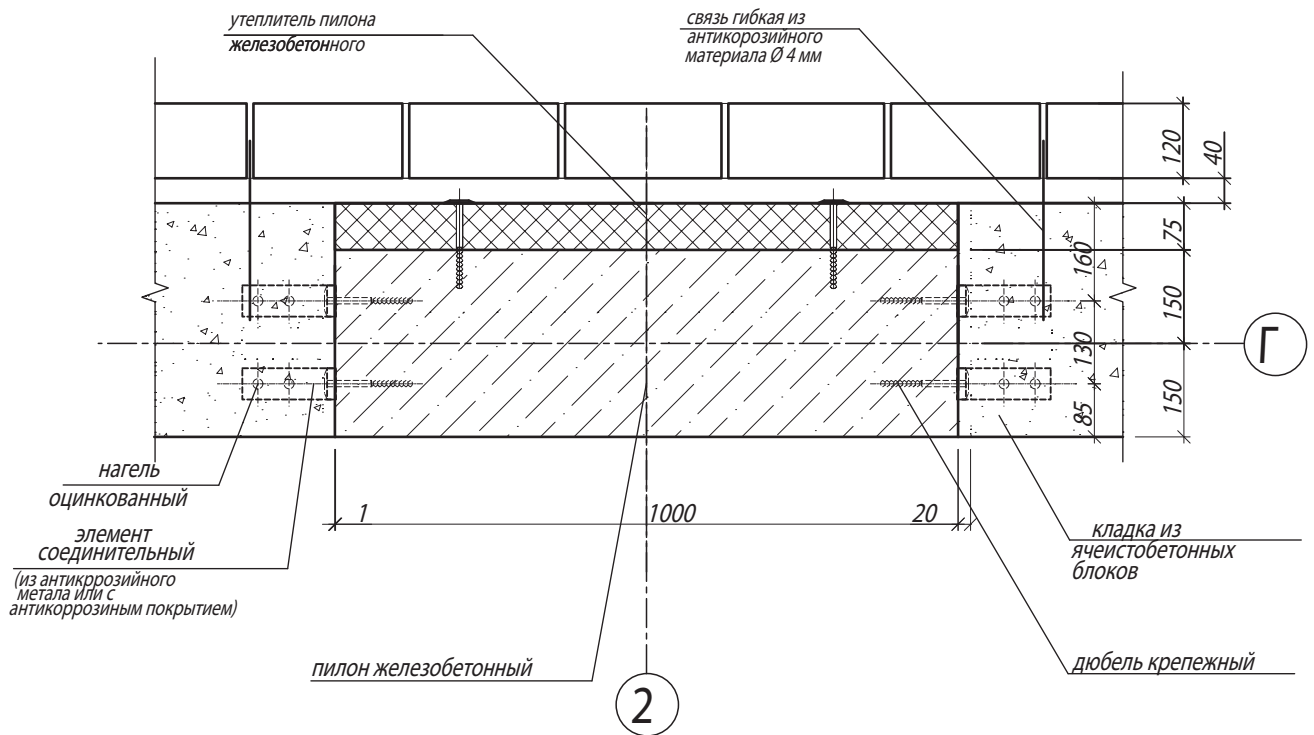 утеплитель пилона
железобетонного
связь гибкая из
антикорозийного
материала Ø 4 мм
120
40
75
160
150
130
Г
85
150
нагель
оцинкованный
1
1000
20
элемент
соединительный
(из антикррозийного
метала или с
антикоррозиным покрытием)
кладка из
ячеистобетонных
блоков
пилон железобетонный
дюбель крепежный
2